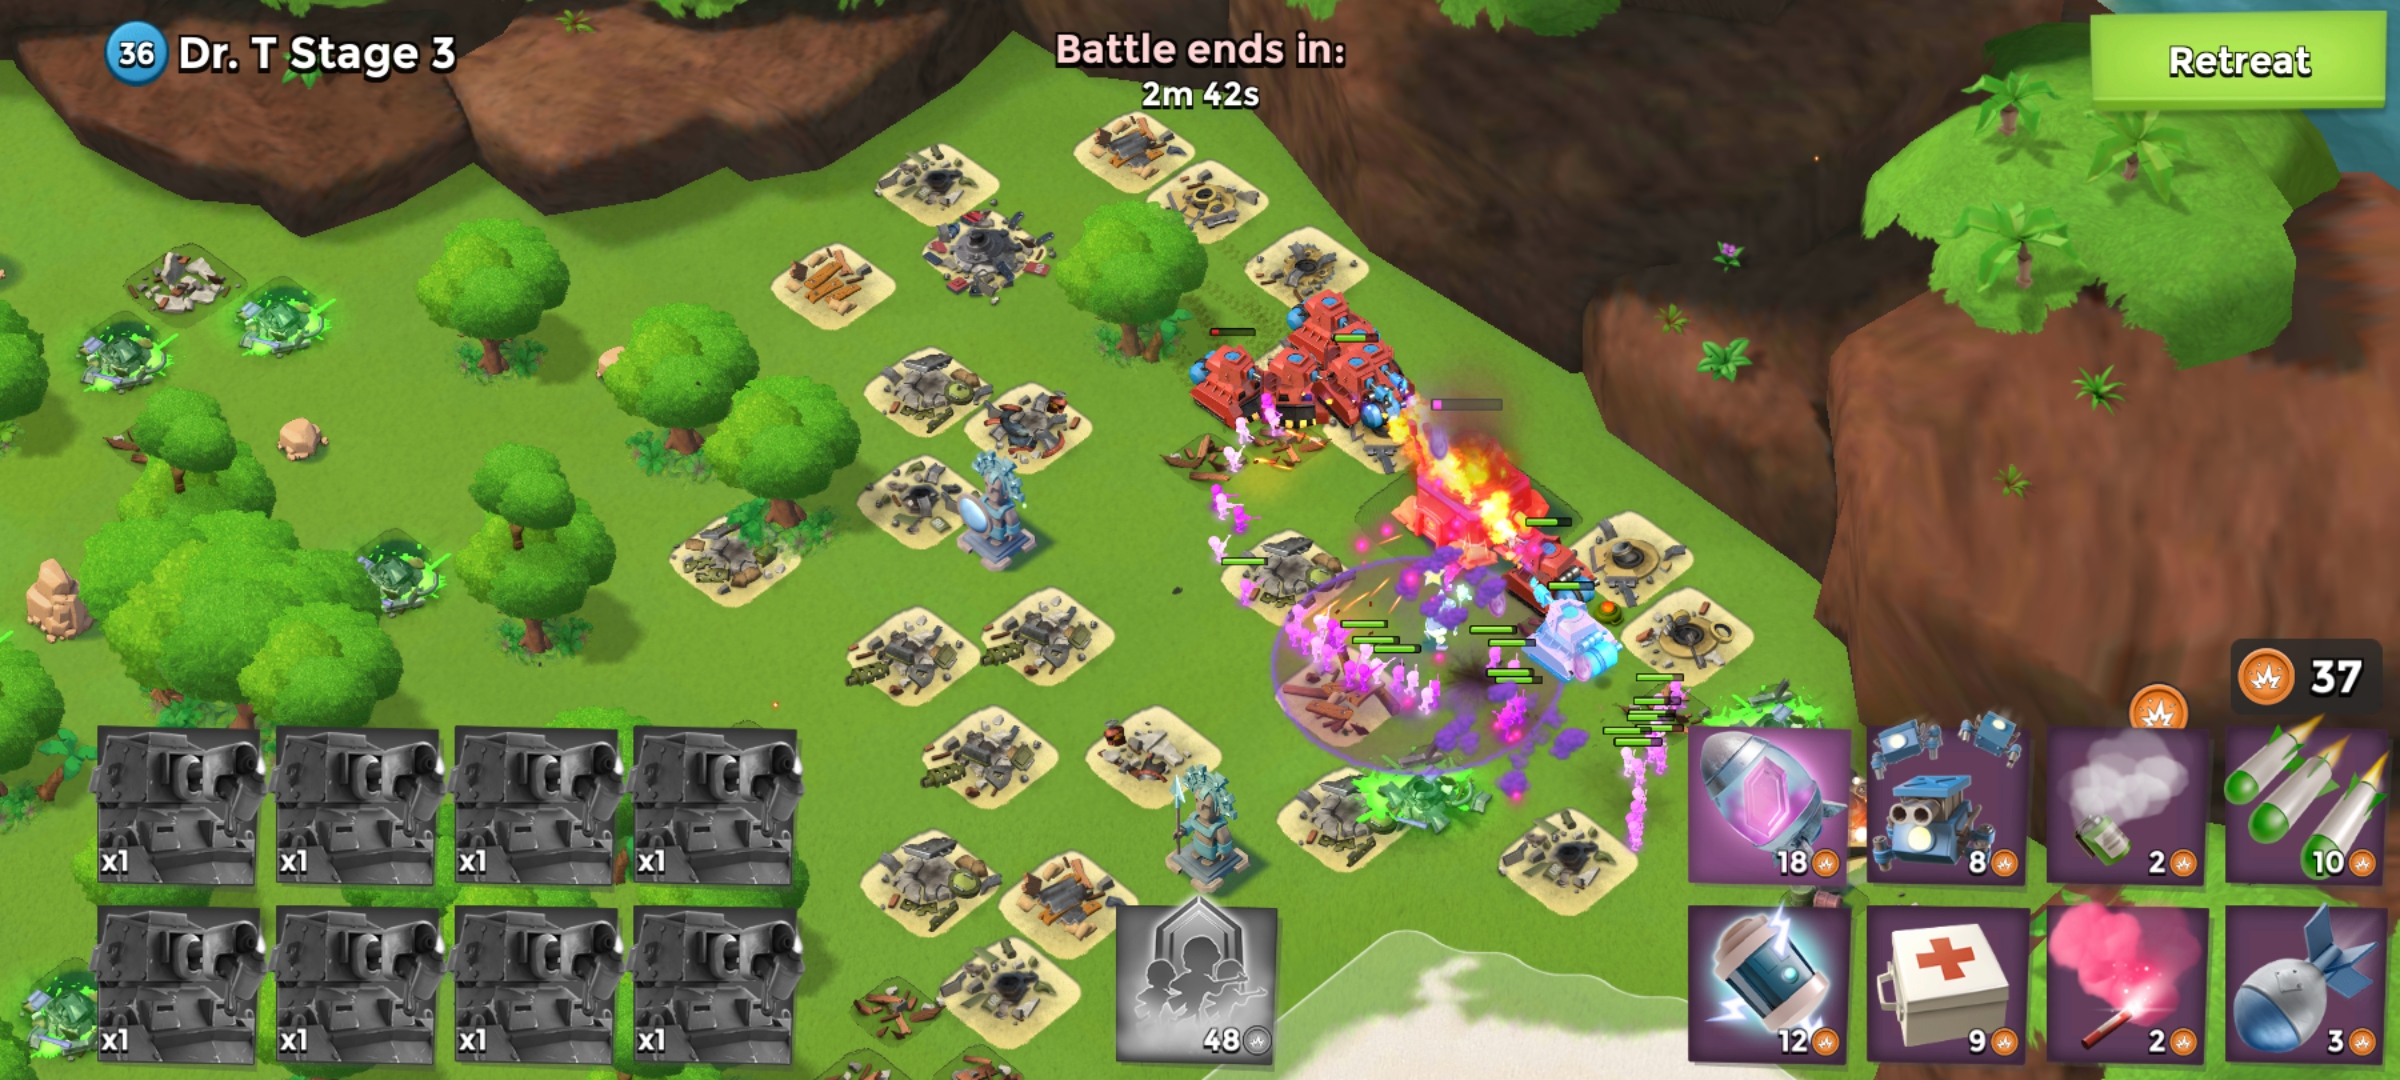 36 Dr. T Stage 3
Battle ends in:
2m 42s
Retreat
37
x1 x1 x1 x1
18 8 2 10
x1 x1 x1 x1
48
12 9 2 3